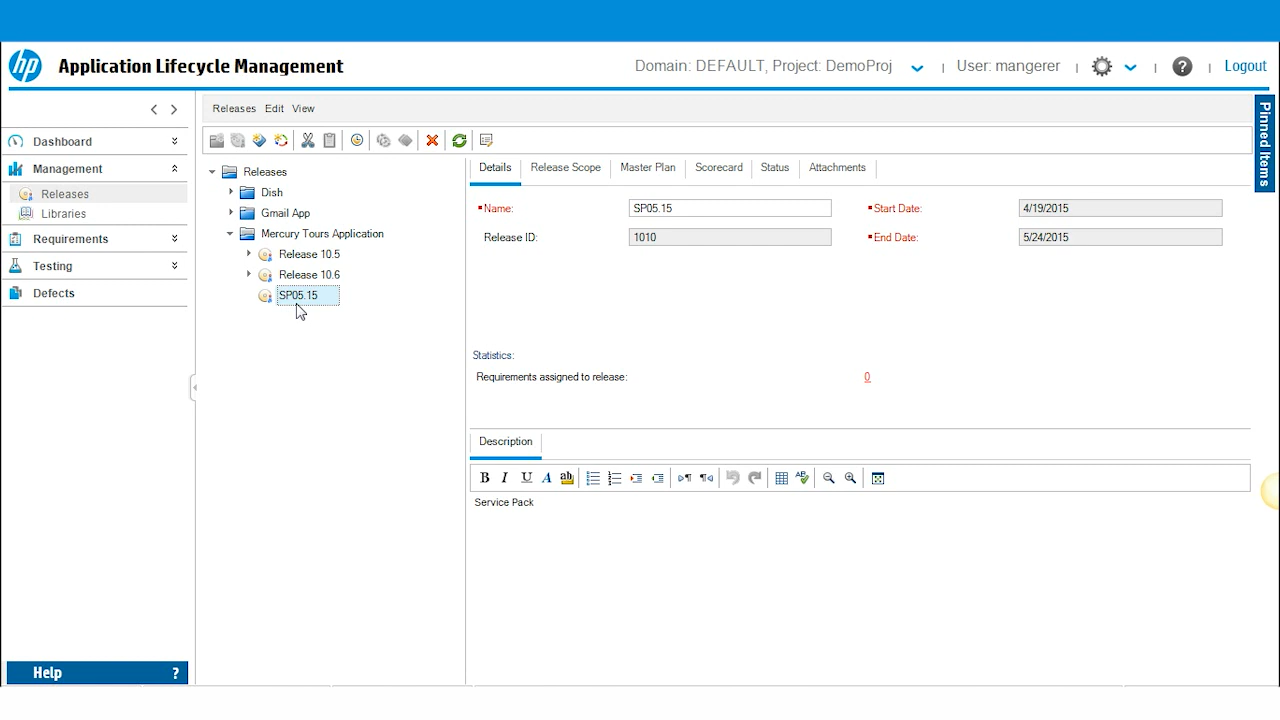 hp Application Lifecycle Management Domain: DEFAULT, Project: DemoProj | User: mangerer | | ? | Logout
Pinned Items
Dashboard
Management
Releases
Libraries
Requirements
Testing
Defects
Help ?
Releases Edit View
Releases
Dish
Gmail App
Mercury Tours Application
Release 10.5
Release 10.6
SP05.15
Details Release Scope Master Plan Scorecard Status Attachments
Name: SP05.15 Start Date: 4/19/2015
Release ID: 1010 End Date: 5/24/2015
Statistics:
Requirements assigned to release: 0
Description
B I U A ab
Service Pack